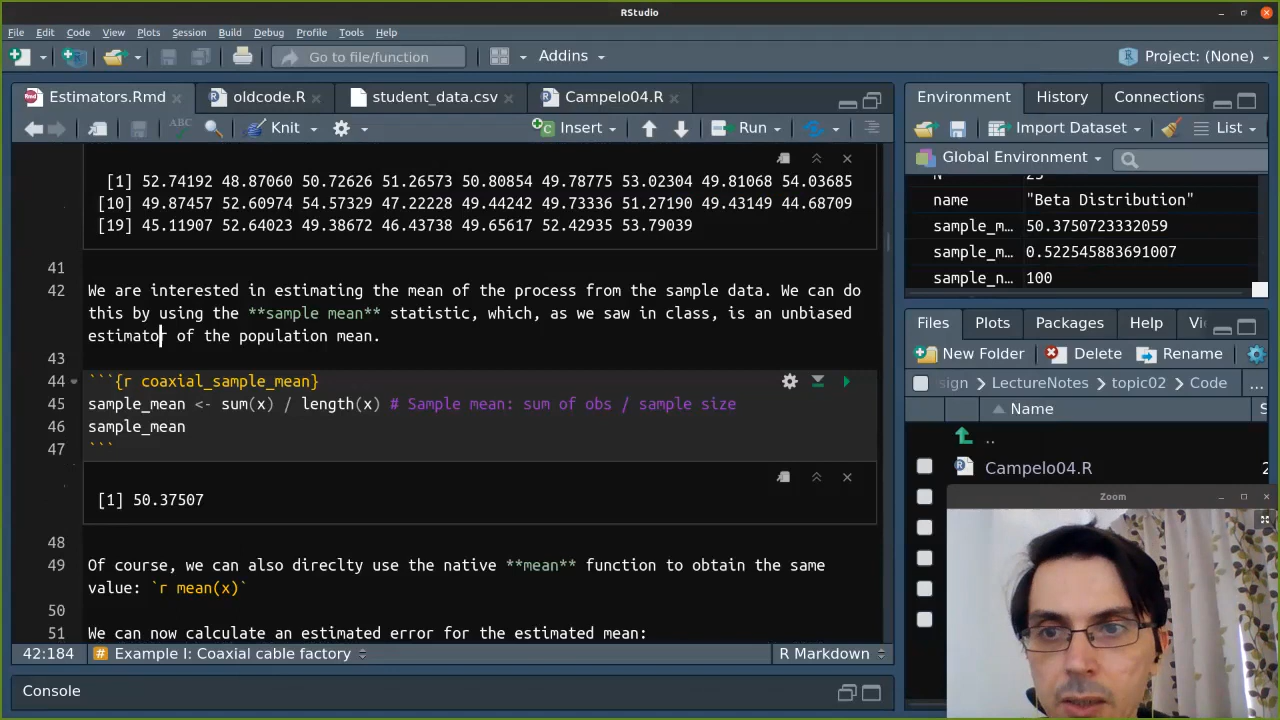 RStudio
File Edit Code View Plots Session Build Debug Profile Tools Help
Go to file/function
Addins
Project: (None)
Estimators.Rmd
oldcode.R
student_data.csv
Campelo04.R
Knit
Insert
Run
[1] 52.74192 48.87060 50.72626 51.26573 50.80854 49.78775 53.02304 49.81068 54.03685
[10] 49.87457 52.60974 54.57329 47.22228 49.44242 49.73336 51.27190 49.43149 44.68709
[19] 45.11907 52.64023 49.38672 46.43738 49.65617 52.42935 53.79039
41
42 We are interested in estimating the mean of the process from the sample data. We can do
this by using the **sample mean** statistic, which, as we saw in class, is an unbiased
estimator of the population mean.
43
44 ```{r coaxial_sample_mean}
45 sample_mean <- sum(x) / length(x) # Sample mean: sum of obs / sample size
46 sample_mean
47 ```
[1] 50.37507
48
49 Of course, we can also direclty use the native **mean** function to obtain the same
value: `r mean(x)`
50
51 We can now calculate an estimated error for the estimated mean:
42:184 Example I: Coaxial cable factory R Markdown
Console
Environment History Connections
Import Dataset List
Global Environment
N 25
name "Beta Distribution"
sample_m… 50.3750723332059
sample_m… 0.522545883691007
sample_n… 100
Files Plots Packages Help Vi
New Folder Delete Rename
sign LectureNotes topic02 Code ...
Name S
..
Campelo04.R 2
Zoom